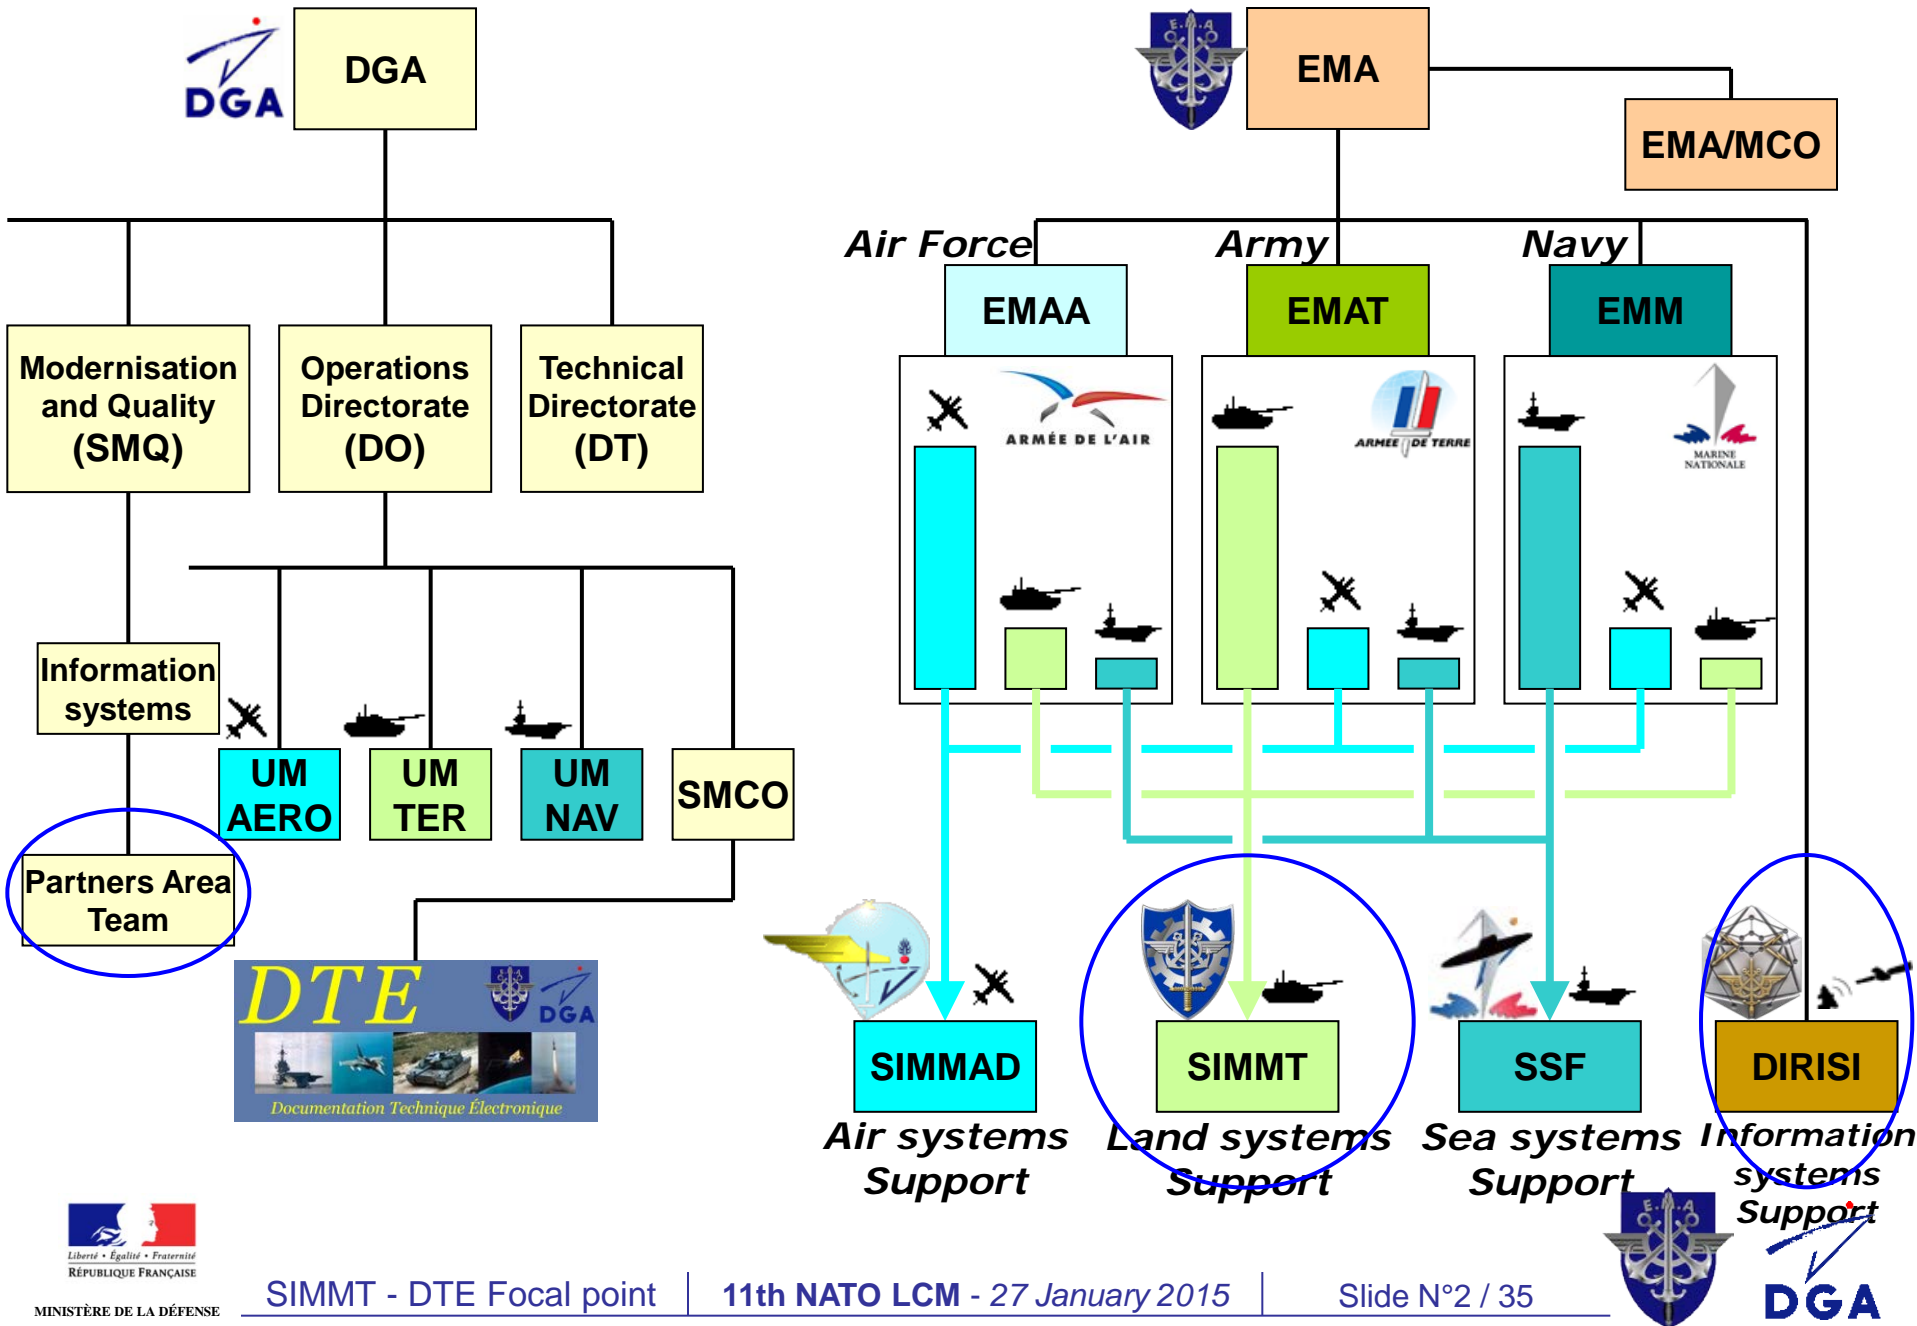 DGA
DGA
E.M.A
EMA
EMA/MCO
Air Force
Army
Navy
EMAA
EMAT
EMM
Modernisation
and Quality
(SMQ)
Operations
Directorate
(DO)
Technical
Directorate
(DT)
ARMÉE DE L'AIR
ARMEE DE TERRE
MARINE
NATIONALE
Information
systems
UM
AERO
UM
TER
UM
NAV
SMCO
Partners Area
Team
DTE
DGA
Documentation Technique Électronique
SIMMAD
SIMMT
SSF
DIRISI
Air systems
Support
Land systems
Support
Sea systems
Support
Information
systems
Support
Liberté • Égalité • Fraternité
RÉPUBLIQUE FRANÇAISE
MINISTÈRE DE LA DÉFENSE
SIMMT - DTE Focal point
11th NATO LCM - 27 January 2015
Slide N°2 / 35
E.M.A
DGA